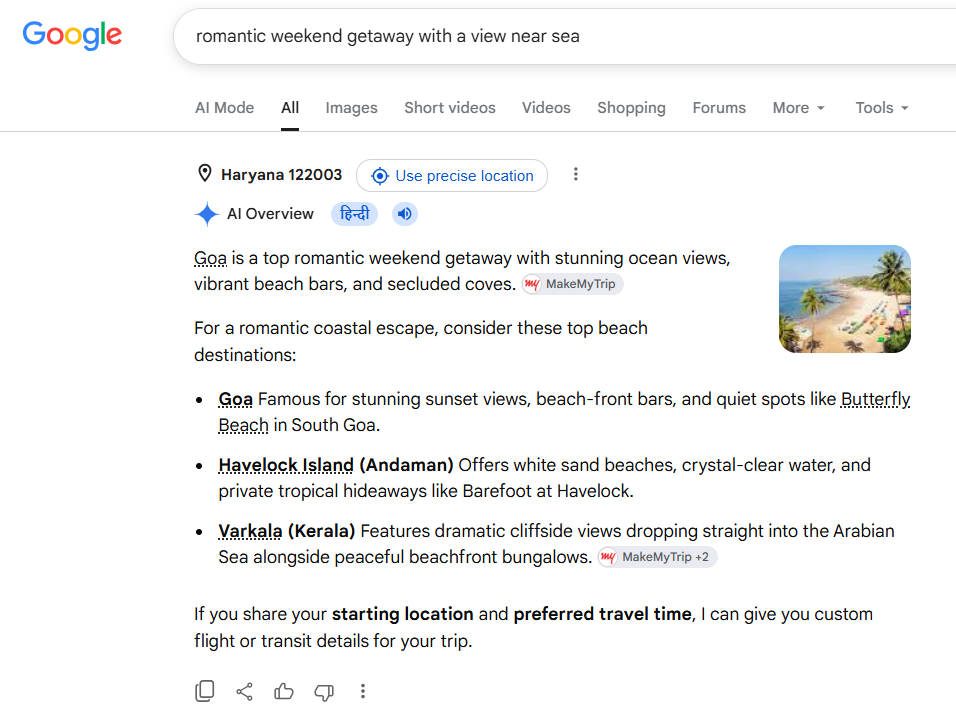 Google
romantic weekend getaway with a view near sea
AI Mode All Images Short videos Videos Shopping Forums More Tools
Haryana 122003 Use precise location
AI Overview हिन्दी
Goa is a top romantic weekend getaway with stunning ocean views,
vibrant beach bars, and secluded coves. my MakeMyTrip
For a romantic coastal escape, consider these top beach
destinations:
Goa Famous for stunning sunset views, beach-front bars, and quiet spots like Butterfly
Beach in South Goa.
Havelock Island (Andaman) Offers white sand beaches, crystal-clear water, and
private tropical hideaways like Barefoot at Havelock.
Varkala (Kerala) Features dramatic cliffside views dropping straight into the Arabian
Sea alongside peaceful beachfront bungalows. my MakeMyTrip +2
If you share your starting location and preferred travel time, I can give you custom
flight or transit details for your trip.